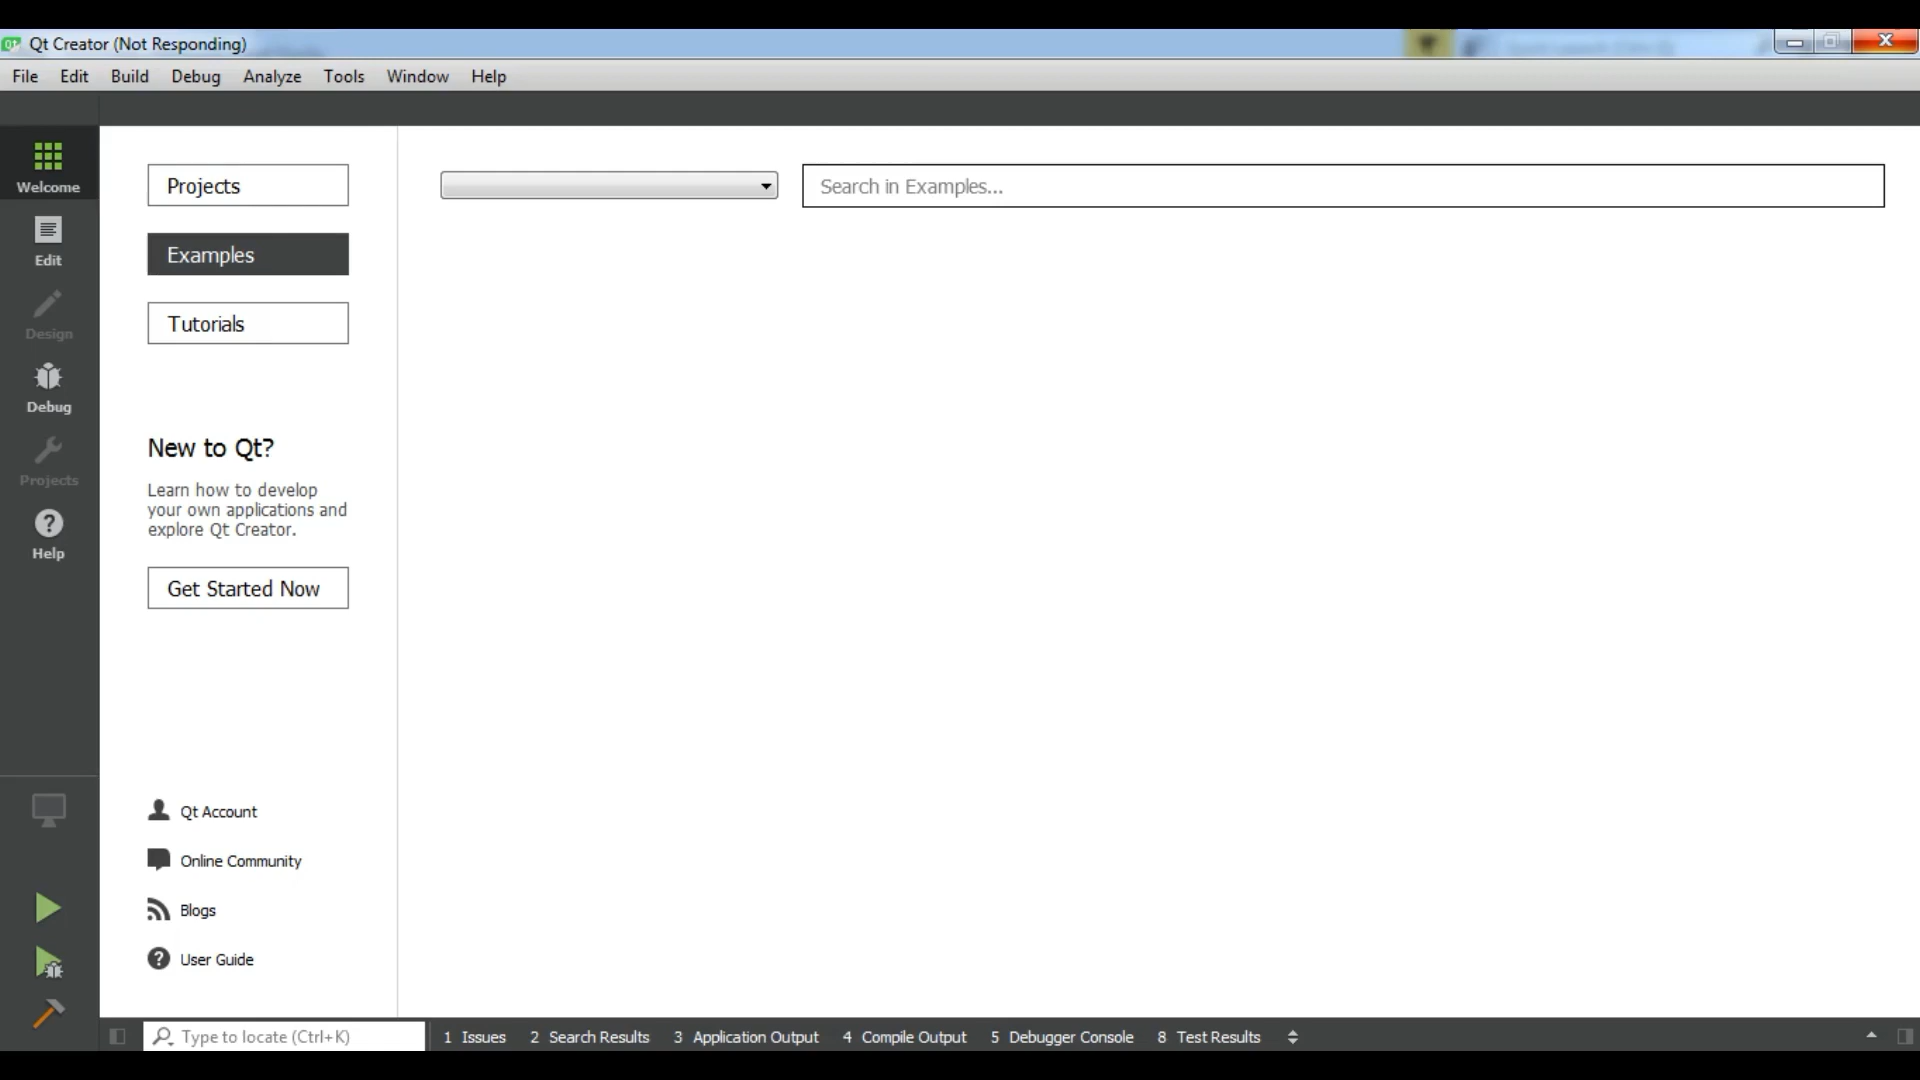 Qt Creator (Not Responding)
File Edit Build Debug Analyze Tools Window Help
Welcome
Edit
Design
Debug
Projects
Help
Projects
Examples
Tutorials
New to Qt?
Learn how to develop
your own applications and
explore Qt Creator.
Get Started Now
Qt Account
Online Community
Blogs
User Guide
Search in Examples...
Type to locate (Ctrl+K)
1 Issues 2 Search Results 3 Application Output 4 Compile Output 5 Debugger Console 8 Test Results